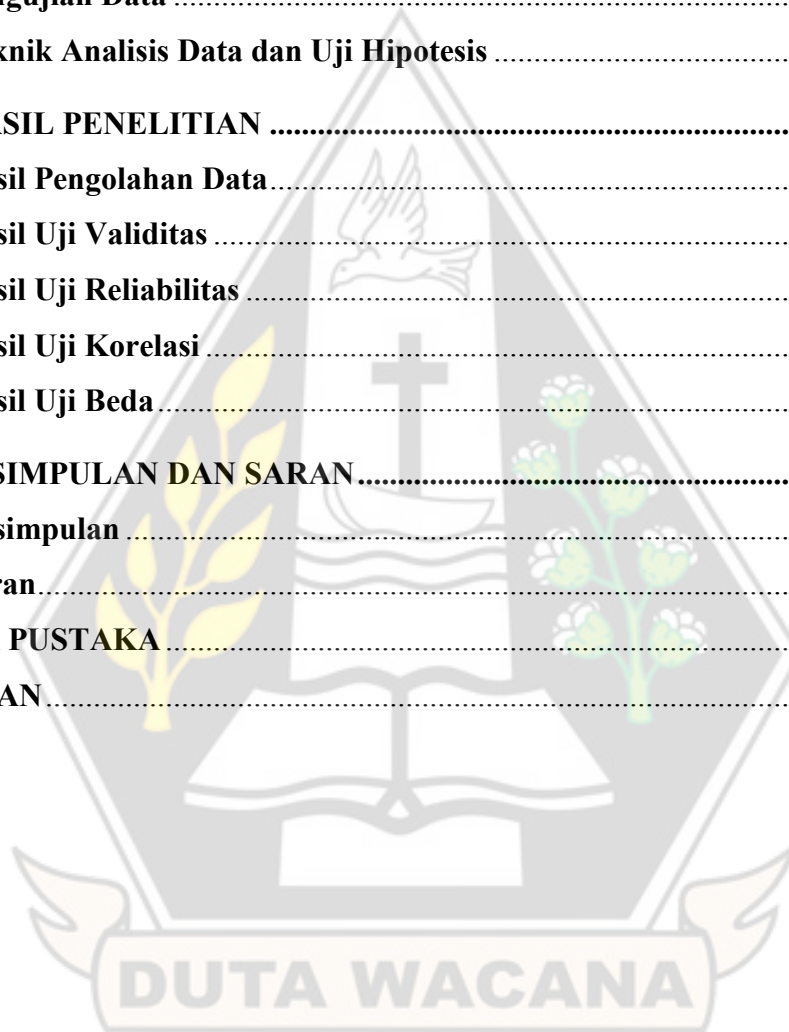 ngujian Data
knik Analisis Data dan Uji Hipotesis
ASIL PENELITIAN
sil Pengolahan Data
sil Uji Validitas
sil Uji Reliabilitas
sil Uji Korelasi
sil Uji Beda
SIMPULAN DAN SARAN
simpulan
ran
PUSTAKA
AN
DUTA WACANA